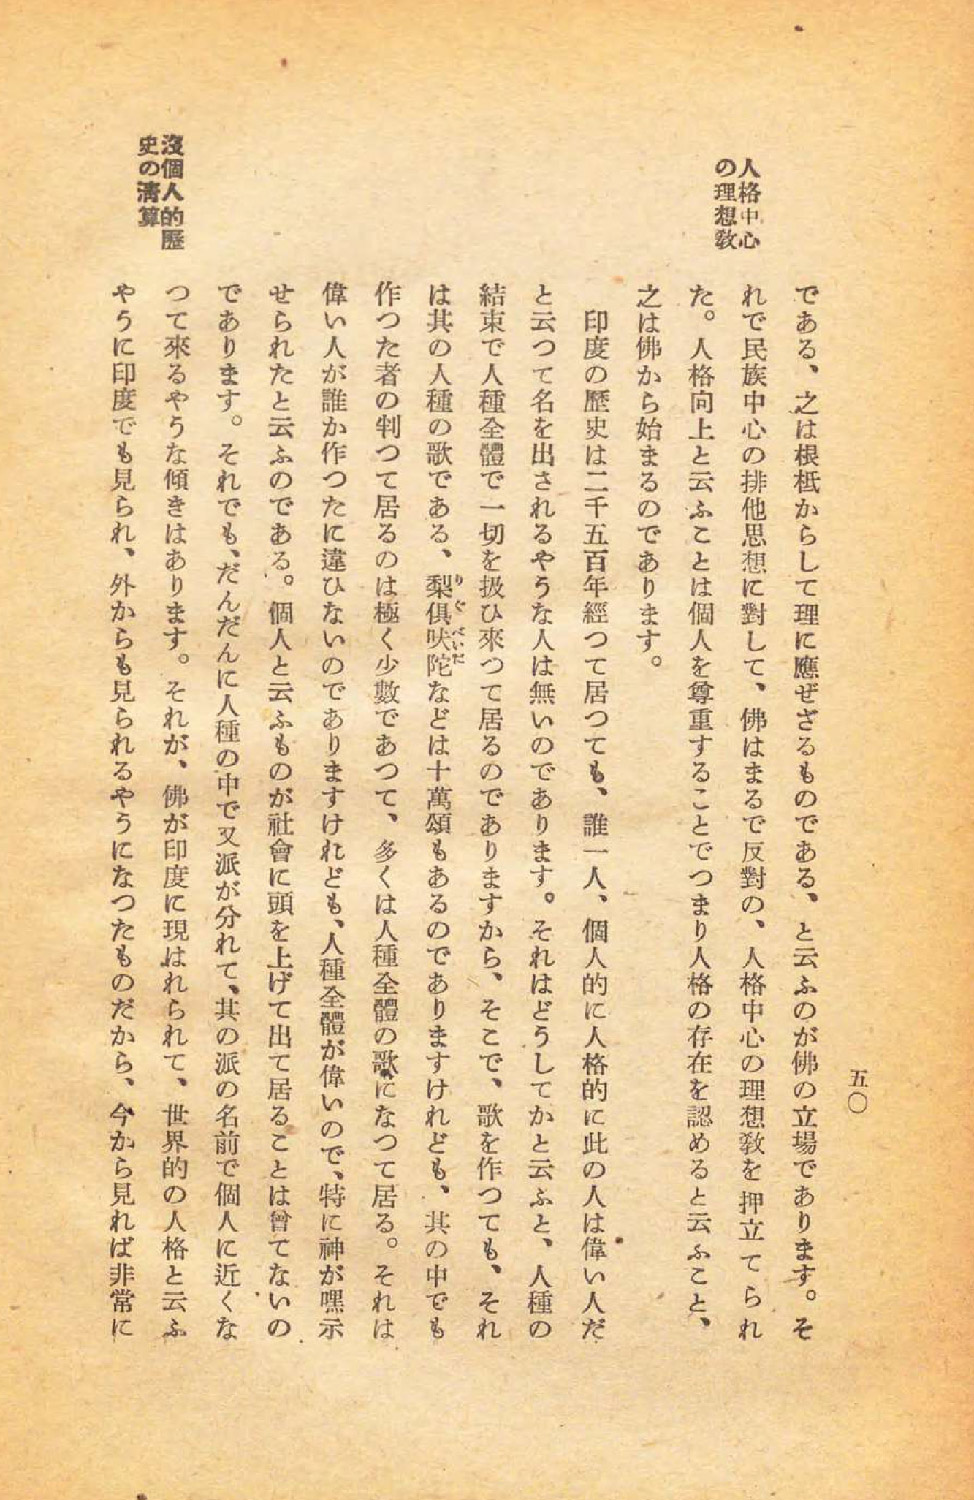 五〇
人格中心
の理想敎
である、之は根柢からして理に應ぜざるものである、と云ふのが佛の立場であります。そ
れで民族中心の排他思想に對して、佛はまるで反對の、人格中心の理想敎を押立てられ
た。人格向上と云ふことは個人を尊重することでつまり人格の存在を認めると云ふこと、
之は佛から始まるのであります。
印度の歷史は二千五百年經つて居つても、誰一人、個人的に人格的に此の人は偉い人だ
と云つて名を出されるやうな人は無いのであります。それはどうしてかと云ふと、人種の
結束で人種全體で一切を扱ひ來つて居るのでありますから、そこで、歌を作つても、それ
は其の人種の歌である、梨俱吠陀などは十萬頌もあるのでありますけれども、其の中でも
作つた者の判つて居るのは極く少數であつて、多くは人種全體の歌になつて居る。それは
偉い人が誰か作つたに違ひないのでありますけれども、人種全體が偉いので、特に神が嘿示
せられたと云ふのである。個人と云ふものが社會に頭を上げて出て居ることは曾てないの
であります。それでも、だんだんに人種の中で又派が分れて、其の派の名前で個人に近くな
つて來るやうな傾きはあります。それが、佛が印度に現はれられて、世界的の人格と云ふ
やうに印度でも見られ、外からも見られるやうになつたものだから、今から見れば非常に
沒個人的歷
史の淸算